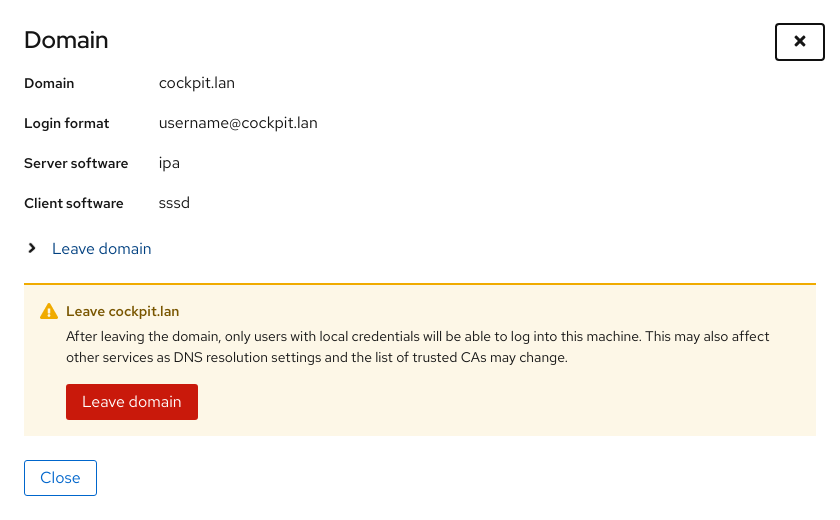 Domain
Domain cockpit.lan
Login format username@cockpit.lan
Server software ipa
Client software sssd
Leave domain
Leave cockpit.lan
After leaving the domain, only users with local credentials will be able to log into this machine. This may also affect
other services as DNS resolution settings and the list of trusted CAs may change.
Leave domain
Close